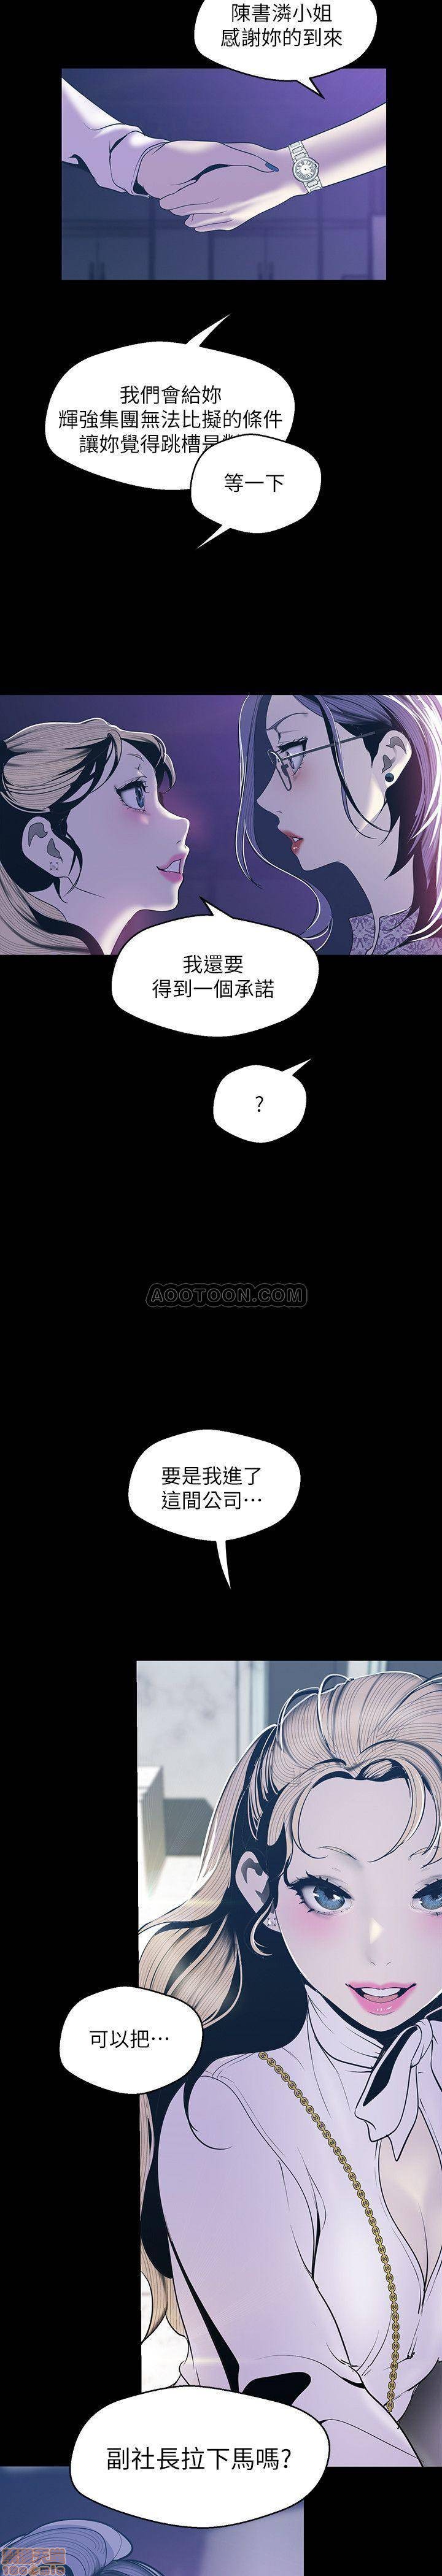 陳書潾小姐
感謝妳的到來
我們會給妳
輝強集團無法比擬的條件
讓妳覺得跳槽是
等一下
我還要
得到一個承諾
?
AOOTOON.COM
要是我進了
這間公司…
可以把…
副社長拉下馬嗎?